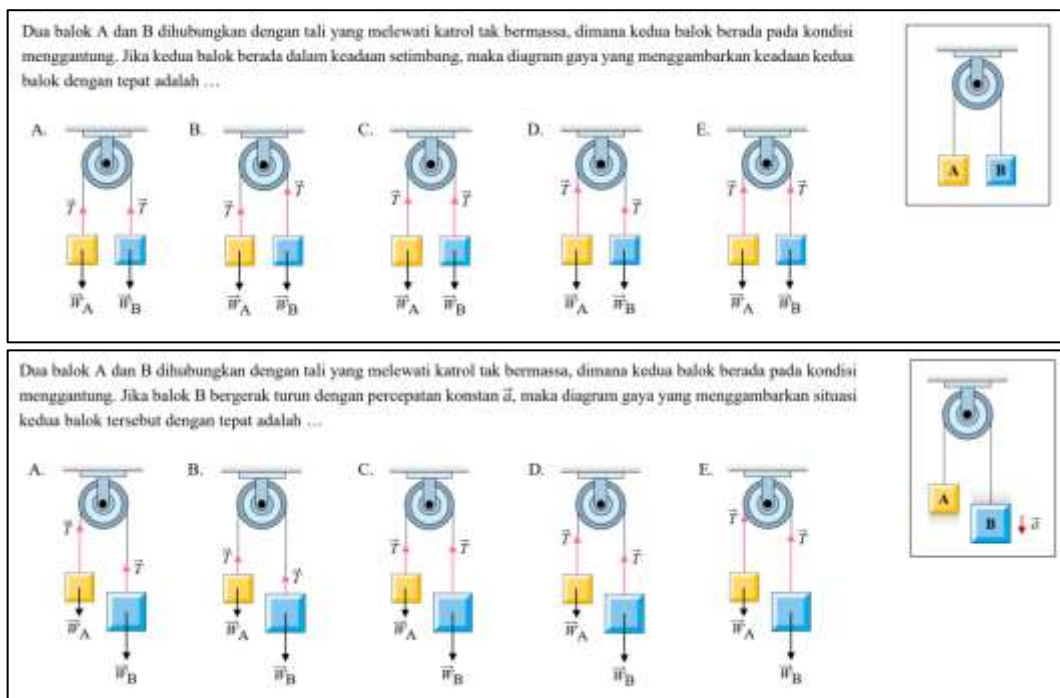 Dua balok A dan B dihubungkan dengan tali yang melewati katrol tak bermassa, dimana kedua balok berada pada kondisi
menggantung. Jika kedua balok berada dalam keadaan setimbang, maka diagram gaya yang menggambarkan keadaan kedua
balok dengan tepat adalah …
A. B. C. D. E.
T⃗ T⃗ T⃗ T⃗ T⃗ T⃗ T⃗ T⃗ T⃗ T⃗
w⃗A w⃗B w⃗A w⃗B w⃗A w⃗B w⃗A w⃗B w⃗A w⃗B
A B
Dua balok A dan B dihubungkan dengan tali yang melewati katrol tak bermassa, dimana kedua balok berada pada kondisi
menggantung. Jika balok B bergerak turun dengan percepatan konstan a⃗, maka diagram gaya yang menggambarkan situasi
kedua balok tersebut dengan tepat adalah …
A. B. C. D. E.
T⃗ T⃗ T⃗ T⃗ T⃗ T⃗ T⃗ T⃗ T⃗ T⃗
w⃗A w⃗A w⃗A w⃗A w⃗A
w⃗B w⃗B w⃗B w⃗B w⃗B
A
B a⃗